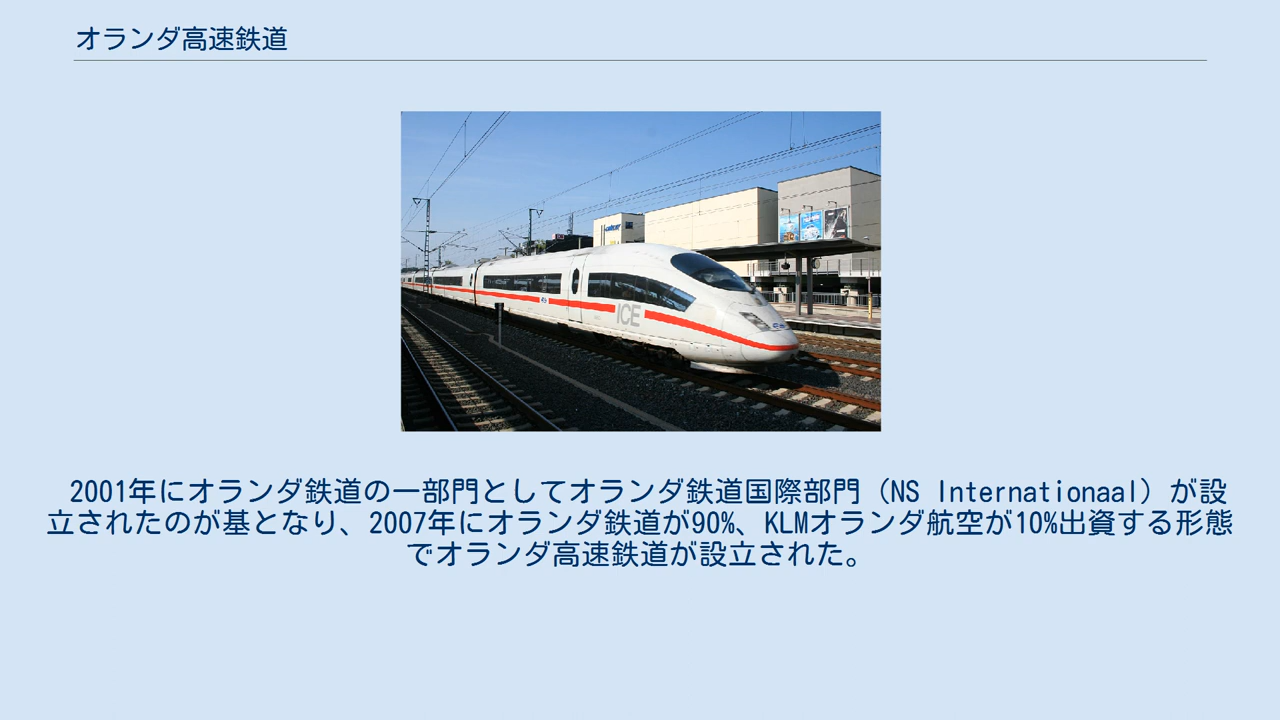 オランダ高速鉄道
ICE
2001年にオランダ鉄道の一部門としてオランダ鉄道国際部門（NS Internationaal）が設
立されたのが基となり、2007年にオランダ鉄道が90%、KLMオランダ航空が10%出資する形態
でオランダ高速鉄道が設立された。